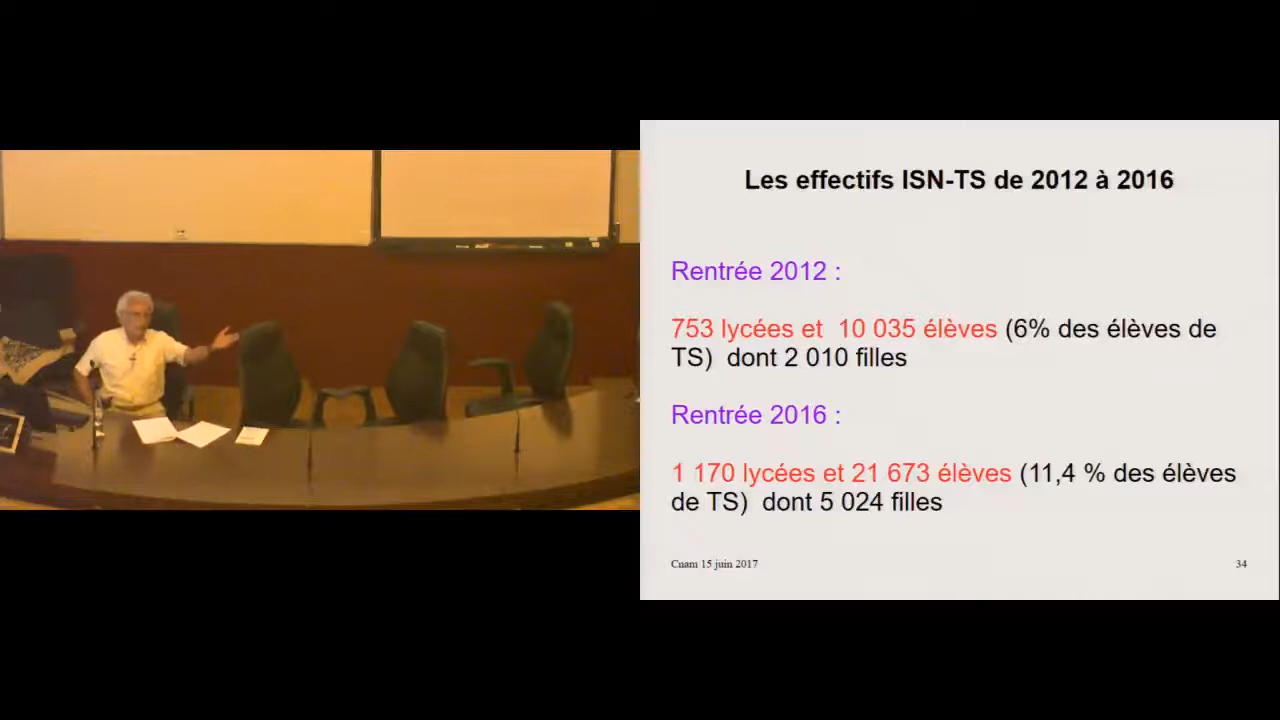 Les effectifs ISN-TS de 2012 à 2016
Rentrée 2012 :
753 lycées et 10 035 élèves (6% des élèves de
TS) dont 2 010 filles
Rentrée 2016 :
1 170 lycées et 21 673 élèves (11,4 % des élèves
de TS) dont 5 024 filles
Cnam 15 juin 2017
34